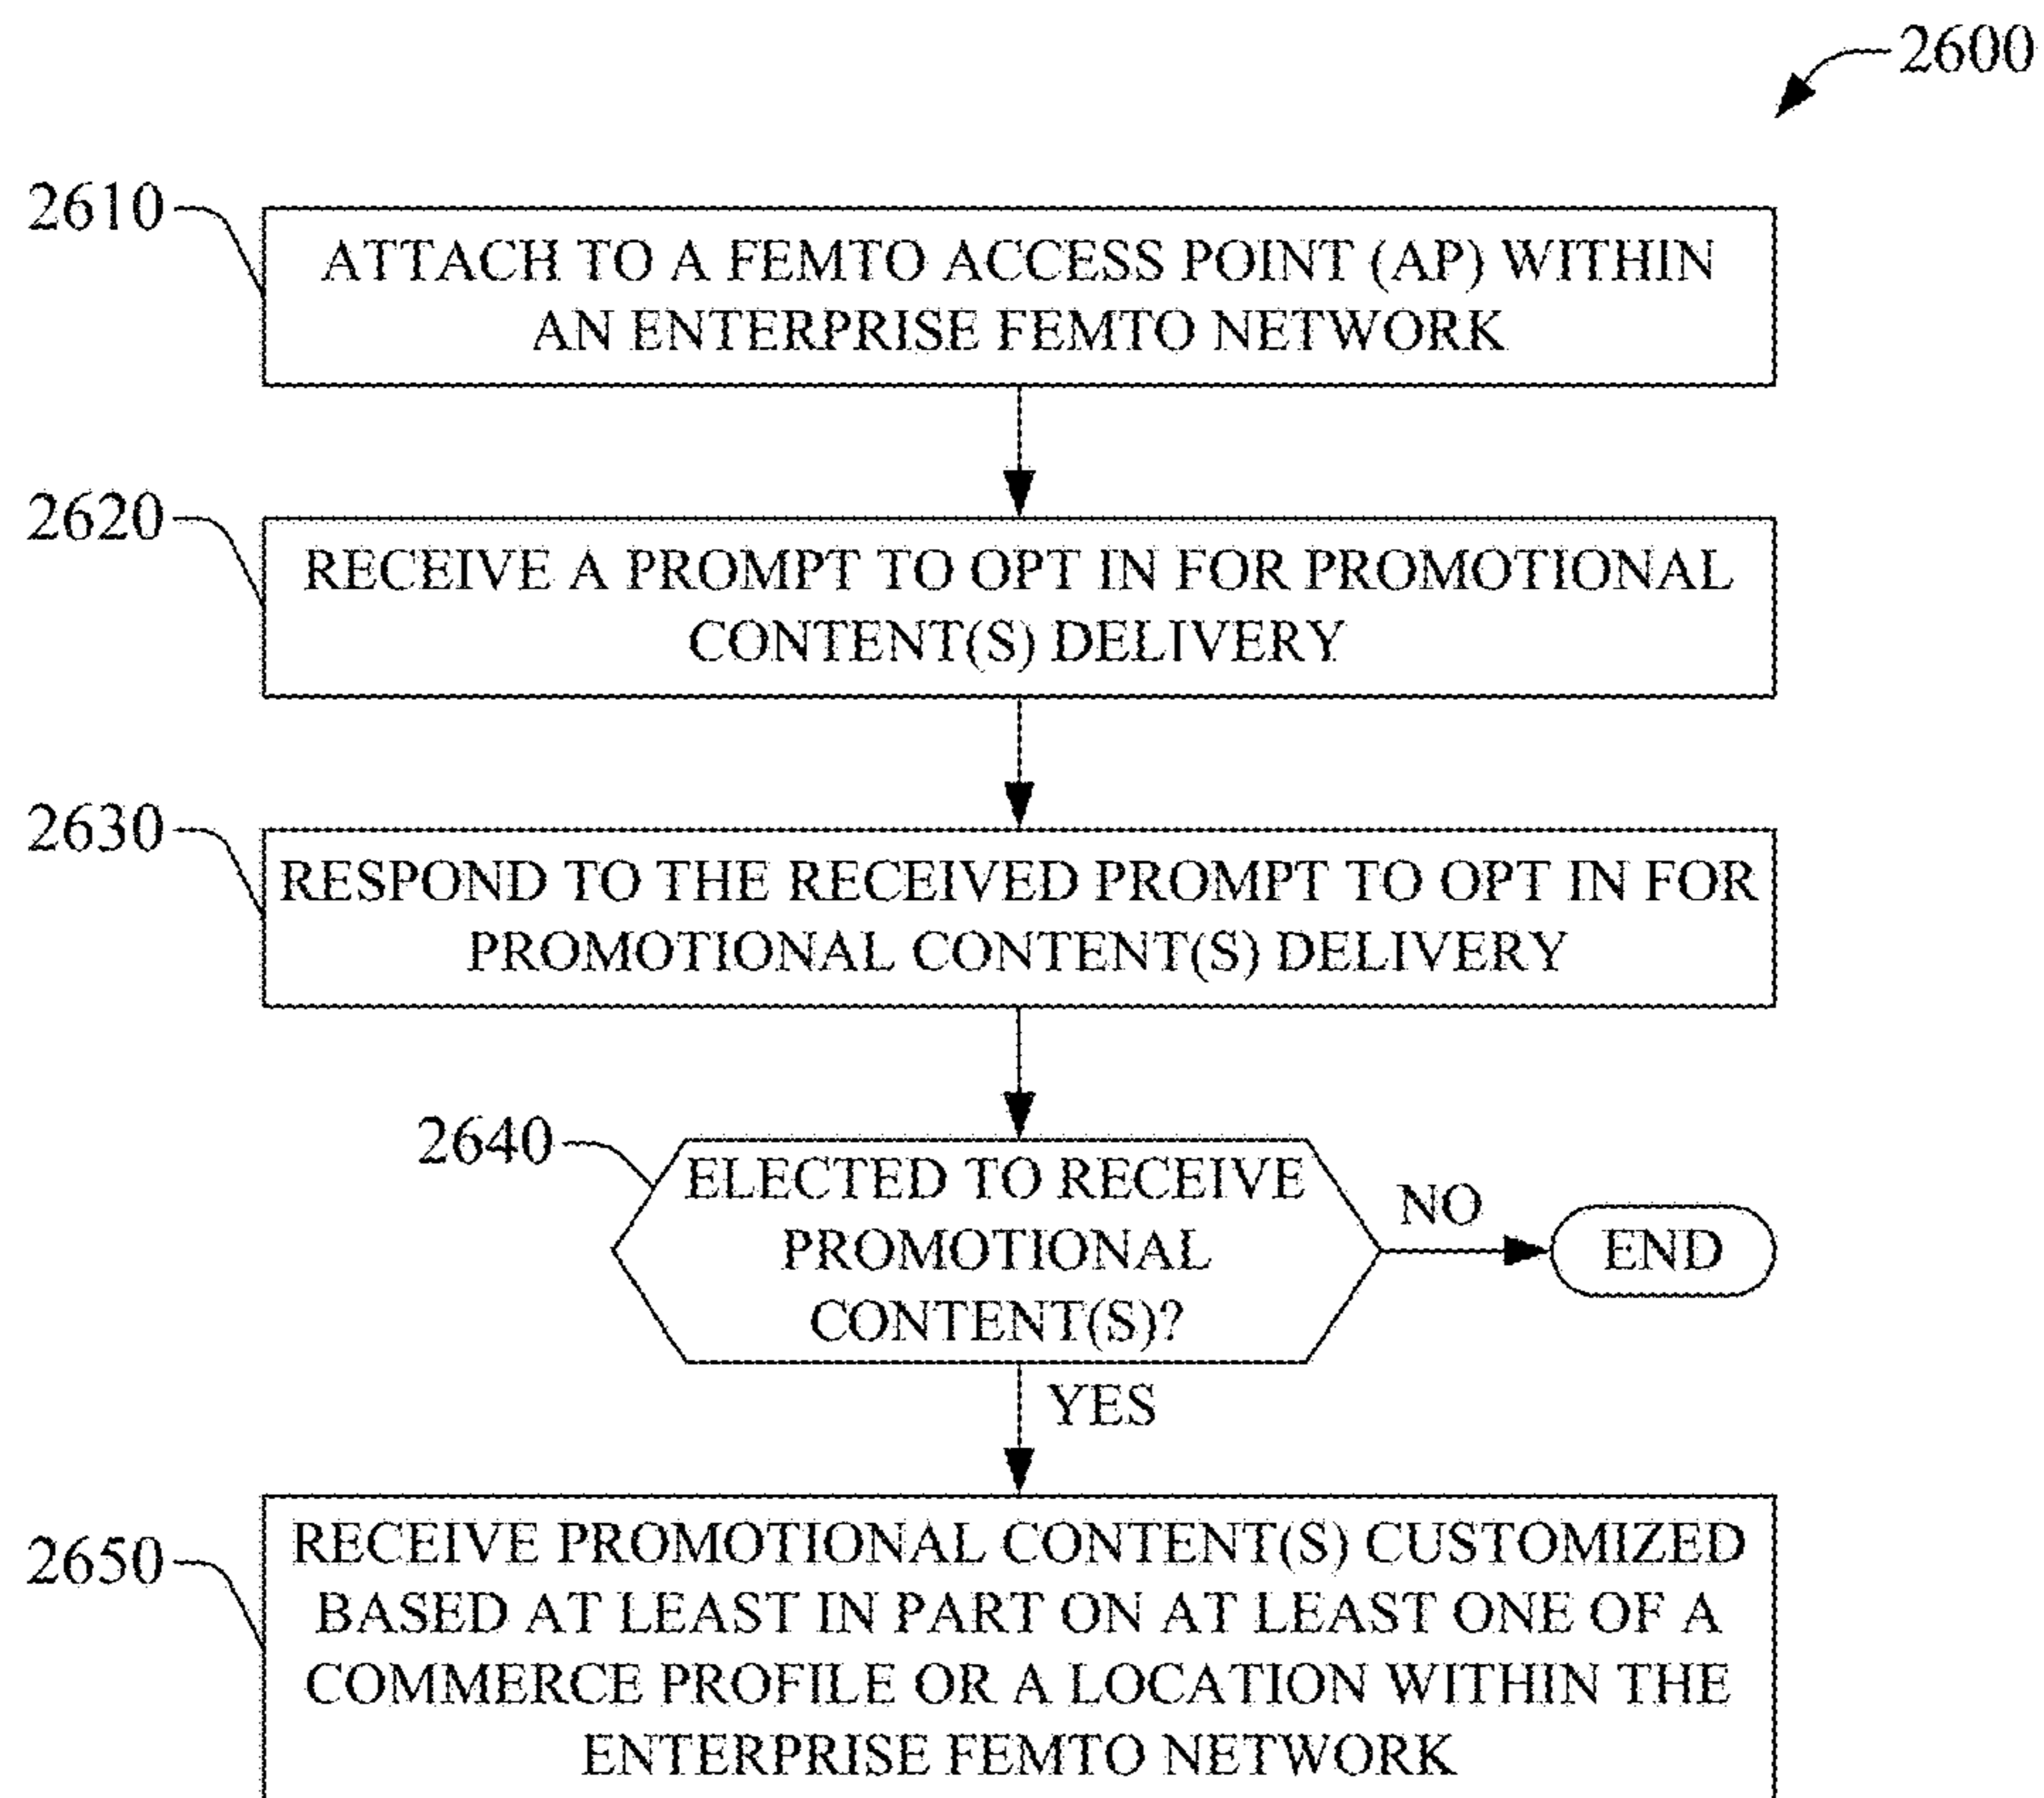 2600
2610
ATTACH TO A FEMTO ACCESS POINT (AP) WITHIN
AN ENTERPRISE FEMTO NETWORK
2620
RECEIVE A PROMPT TO OPT IN FOR PROMOTIONAL
CONTENT(S) DELIVERY
2630
RESPOND TO THE RECEIVED PROMPT TO OPT IN FOR
PROMOTIONAL CONTENT(S) DELIVERY
2640
ELECTED TO RECEIVE
PROMOTIONAL
CONTENT(S)?
NO
END
YES
2650
RECEIVE PROMOTIONAL CONTENT(S) CUSTOMIZED
BASED AT LEAST IN PART ON AT LEAST ONE OF A
COMMERCE PROFILE OR A LOCATION WITHIN THE
ENTERPRISE FEMTO NETWORK